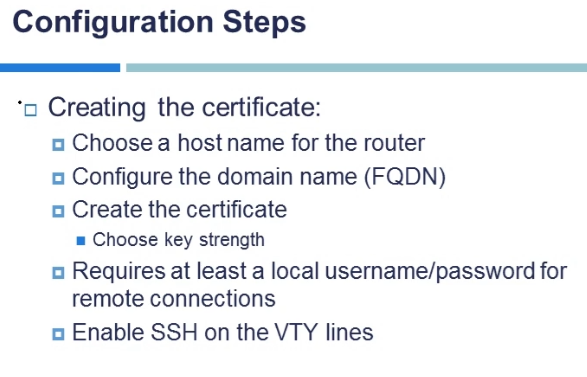 Configuration Steps
Creating the certificate:
Choose a host name for the router
Configure the domain name (FQDN)
Create the certificate
Choose key strength
Requires at least a local username/password for
remote connections
Enable SSH on the VTY lines